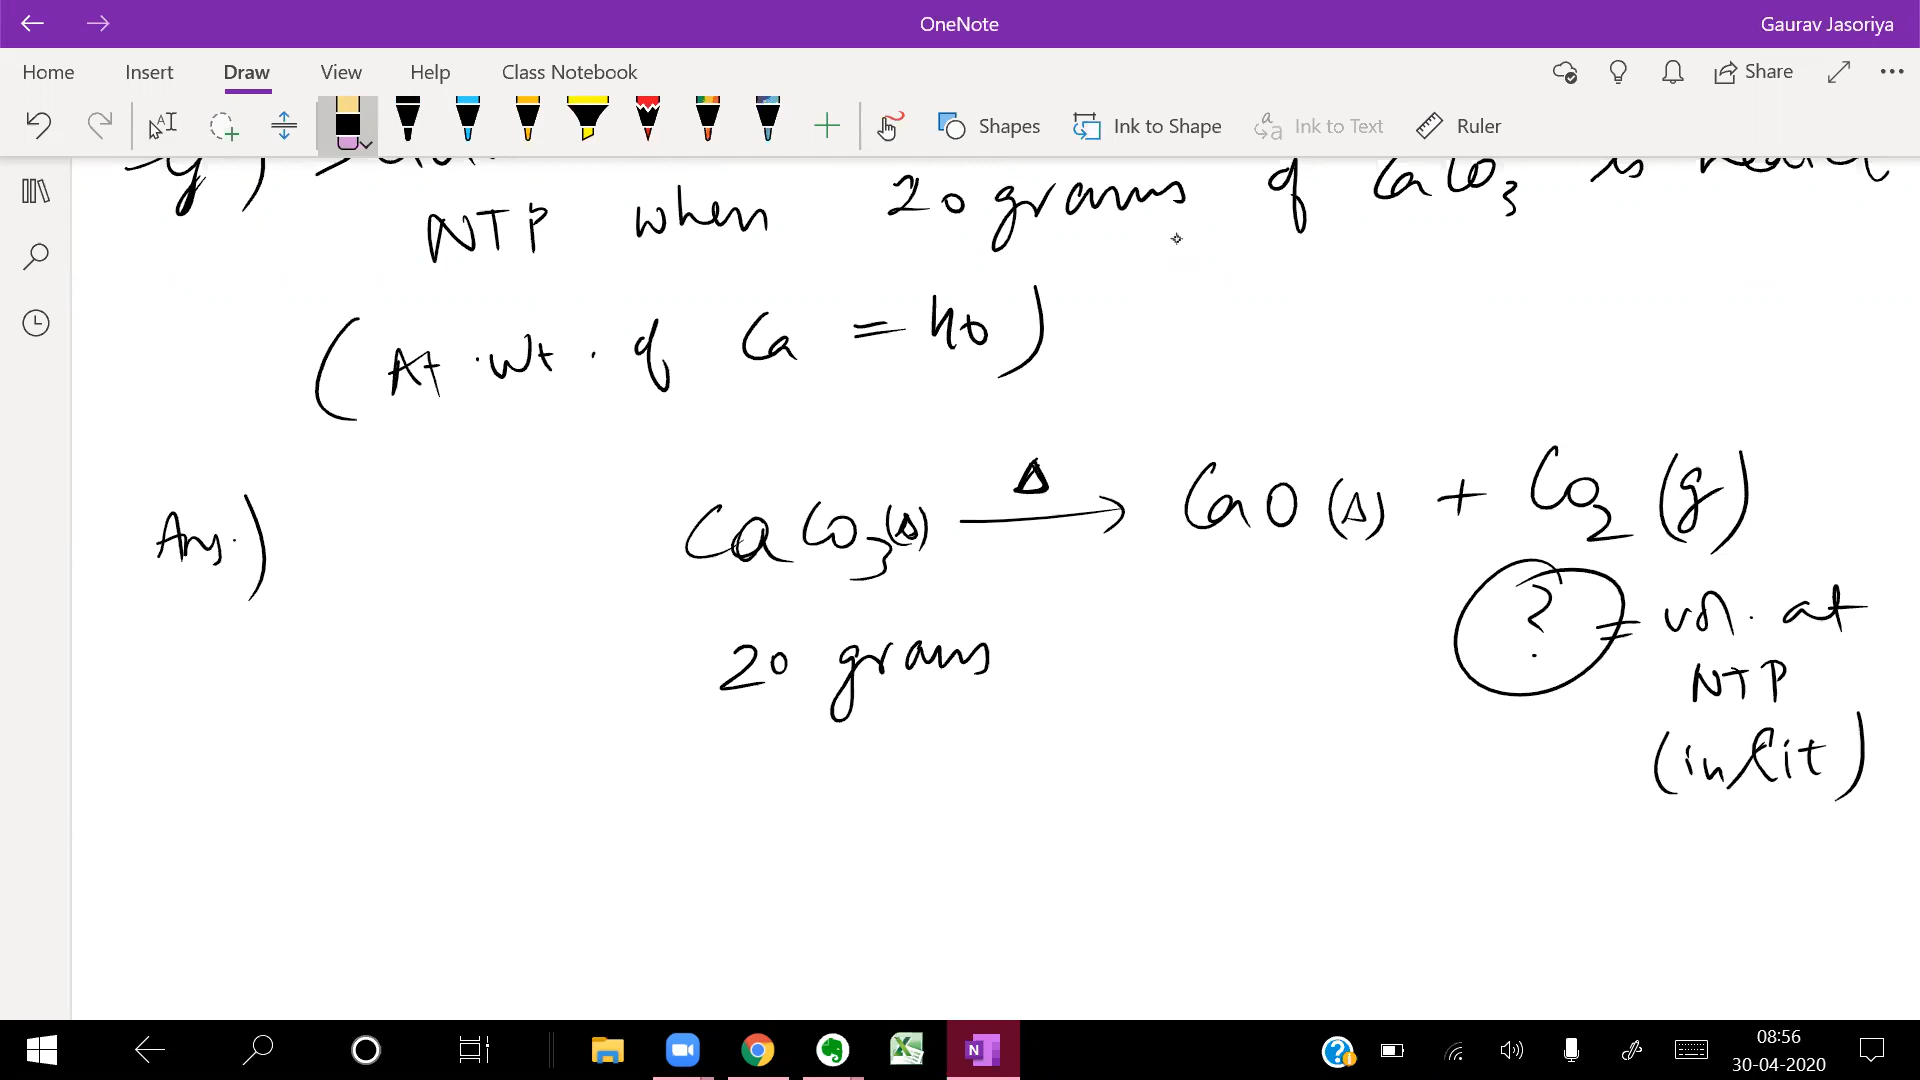 OneNote
Gaurav Jasoriya
Home Insert Draw View Help Class Notebook Share
Shapes Ink to Shape Ink to Text Ruler
20 grams of CaCO3 is
NTP when
(At. Wt. of Ca = 40)
Ans.) CaCO3(s) Δ→ CaO(s) + CO2(g)
20 grams ? = vol. at
NTP
(in lit)
08:56
30-04-2020